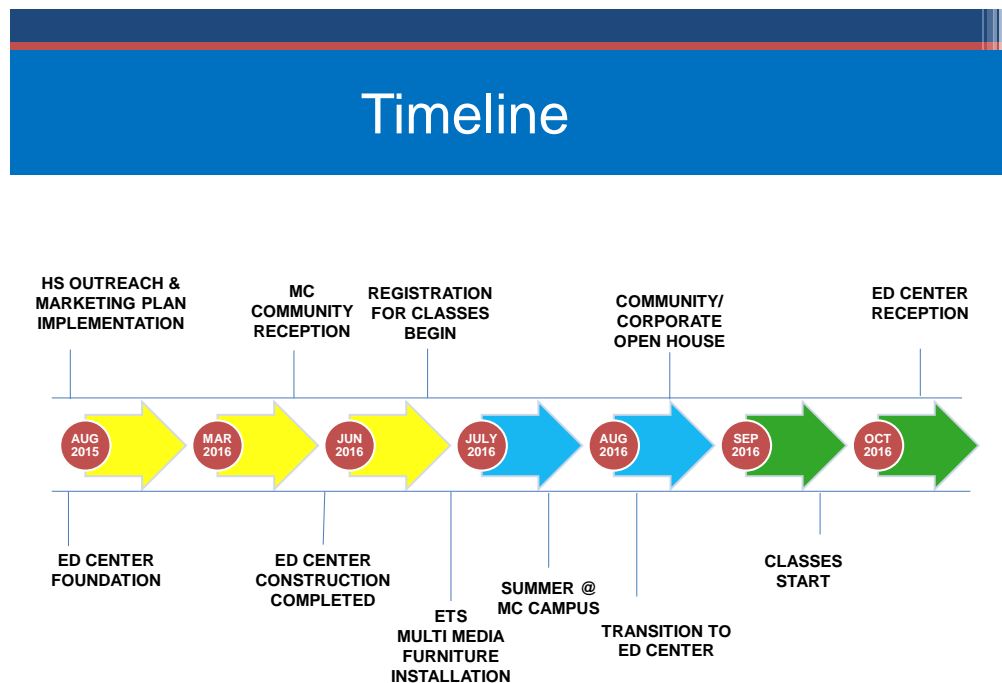 Timeline
HS OUTREACH &
MARKETING PLAN
IMPLEMENTATION
MC
COMMUNITY
RECEPTION
REGISTRATION
FOR CLASSES
BEGIN
COMMUNITY/
CORPORATE
OPEN HOUSE
ED CENTER
RECEPTION
AUG
2015
MAR
2016
JUN
2016
JULY
2016
AUG
2016
SEP
2016
OCT
2016
ED CENTER
FOUNDATION
ED CENTER
CONSTRUCTION
COMPLETED
ETS
MULTI MEDIA
FURNITURE
INSTALLATION
SUMMER @
MC CAMPUS
TRANSITION TO
ED CENTER
CLASSES
START